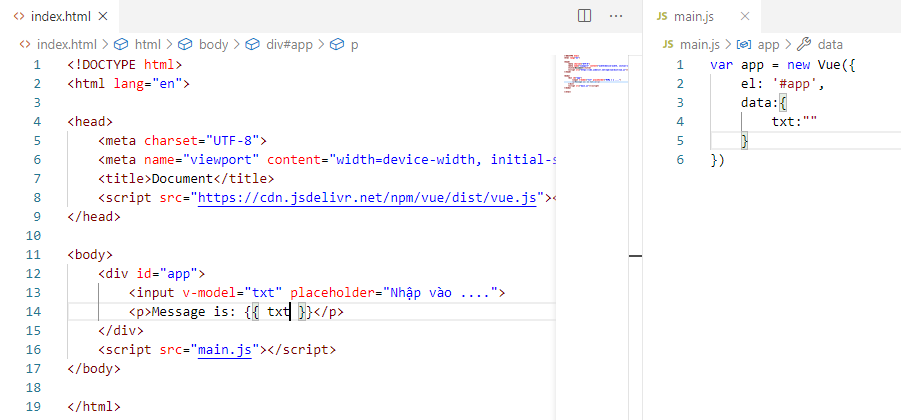 index.html
index.html > html > body > div#app > p
1 <!DOCTYPE html>
2 <html lang="en">
3
4 <head>
5 <meta charset="UTF-8">
6 <meta name="viewport" content="width=device-width, initial-s
7 <title>Document</title>
8 <script src="https://cdn.jsdelivr.net/npm/vue/dist/vue.js"><
9 </head>
10
11 <body>
12 <div id="app">
13 <input v-model="txt" placeholder="Nhập vào ....">
14 <p>Message is: {{ txt }}</p>
15 </div>
16 <script src="main.js"></script>
17 </body>
18
19 </html>
JS main.js
JS main.js > app > data
1 var app = new Vue({
2 el: '#app',
3 data:{
4 txt:""
5 }
6 })